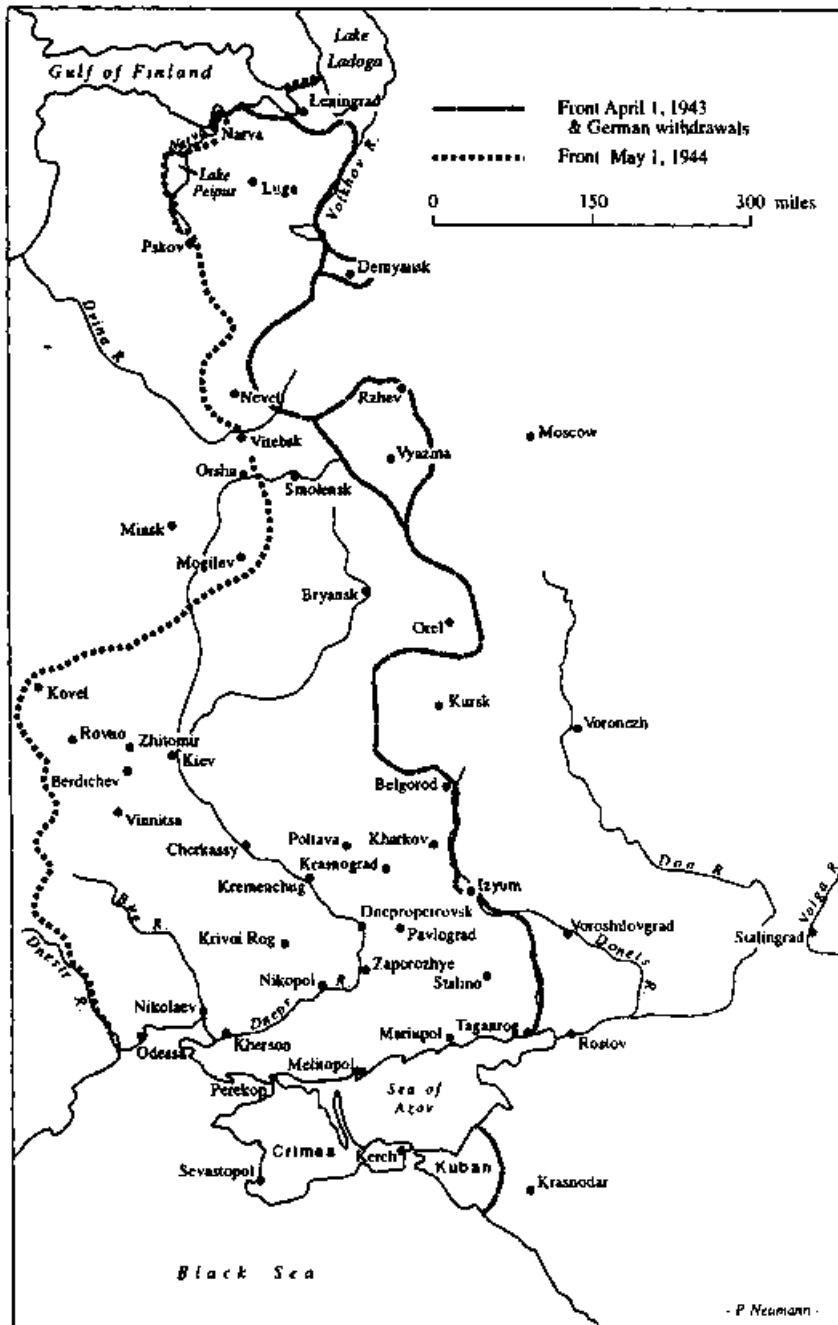 Lake
Ladoga
Gulf of Finland
Leningrad
Front April 1, 1943
& German withdrawals
Narva
Narva
Front May 1, 1944
Volkhov R.
Lake
Peipus
Luga
0 150 300 miles
Pskov
Demyansk
Dvina R.
Nevel
Rzhev
Vitebsk
Moscow
Vyazma
Orsha
Smolensk
Minsk
Mogilev
Bryansk
Orel
Kovel
Kursk
Voronezh
Rovno
Zhitomir
Kiev
Berdichev
Belgorod
Vinnitsa
Cherkassy
Poltava
Kharkov
Krasnograd
Don R.
Kremenchug
Izyum
Volga R.
Bug R.
Dnepropetrovsk
Pavlograd
Voroshilovgrad
Stalingrad
Krivoi Rog
Donets R.
Dnestr R.
Zaporozhye
Stalino
Nikopol
Nikolaev
Dnepr R.
Mariupol
Taganrog
Odessa
Kherson
Rostov
Melitopol
Perekop
Sea of
Azov
Crimea
Kerch
Kuban
Sevastopol
Krasnodar
Black Sea
- P Neumann -